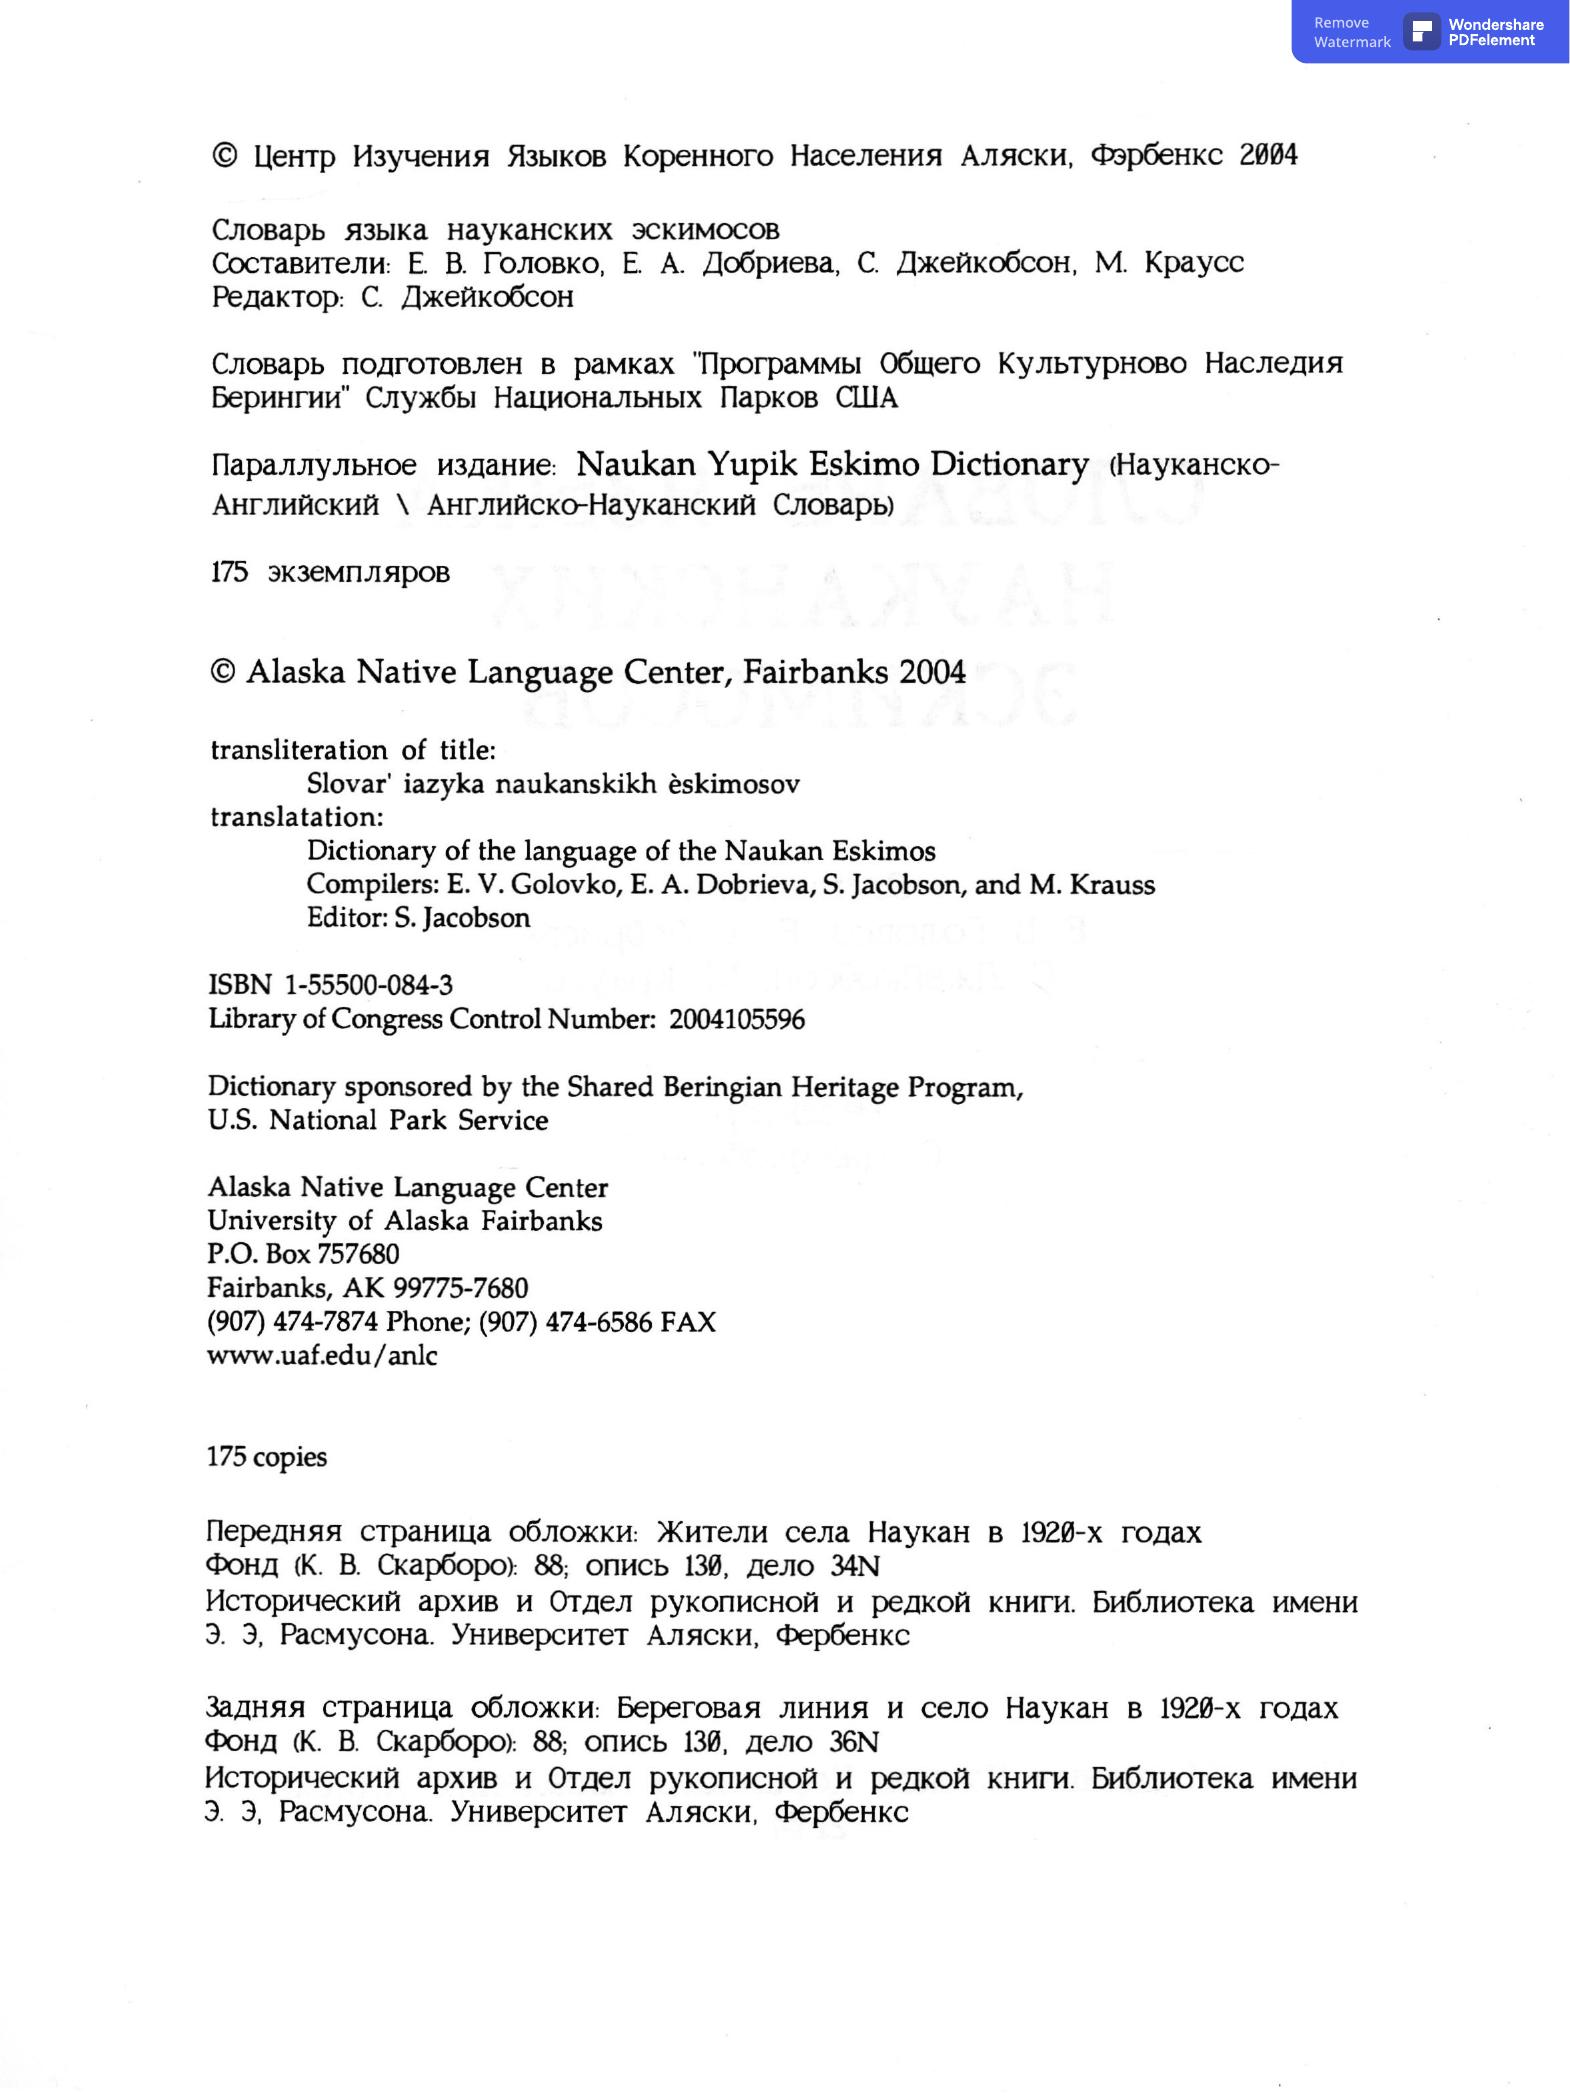 Remove
Watermark
Wondershare
PDFelement
© Центр Изучения Языков Коренного Населения Аляски, Фэрбенкс 2004
Словарь языка науканских эскимосов
Составители: Е. В. Головко, Е. А. Добриева, С. Джейкобсон, М. Краусс
Редактор: С. Джейкобсон
Словарь подготовлен в рамках "Программы Общего Культурново Наследия
Берингии" Службы Национальных Парков США
Параллульное издание: Naukan Yupik Eskimo Dictionary (Науканско-
Английский \ Английско-Науканский Словарь)
175 экземпляров
© Alaska Native Language Center, Fairbanks 2004
transliteration of title:
Slovar' iazyka naukanskikh èskimosov
translatation:
Dictionary of the language of the Naukan Eskimos
Compilers: E. V. Golovko, E. A. Dobrieva, S. Jacobson, and M. Krauss
Editor: S. Jacobson
ISBN 1-55500-084-3
Library of Congress Control Number: 2004105596
Dictionary sponsored by the Shared Beringian Heritage Program,
U.S. National Park Service
Alaska Native Language Center
University of Alaska Fairbanks
P.O. Box 757680
Fairbanks, AK 99775-7680
(907) 474-7874 Phone; (907) 474-6586 FAX
www.uaf.edu/anlc
175 copies
Передняя страница обложки: Жители села Наукан в 1920-х годах
Фонд (К. В. Скарборо): 88; опись 130, дело 34N
Исторический архив и Отдел рукописной и редкой книги. Библиотека имени
Э. Э, Расмусона. Университет Аляски, Фербенкс
Задняя страница обложки: Береговая линия и село Наукан в 1920-х годах
Фонд (К. В. Скарборо): 88; опись 130, дело 36N
Исторический архив и Отдел рукописной и редкой книги. Библиотека имени
Э. Э, Расмусона. Университет Аляски, Фербенкс